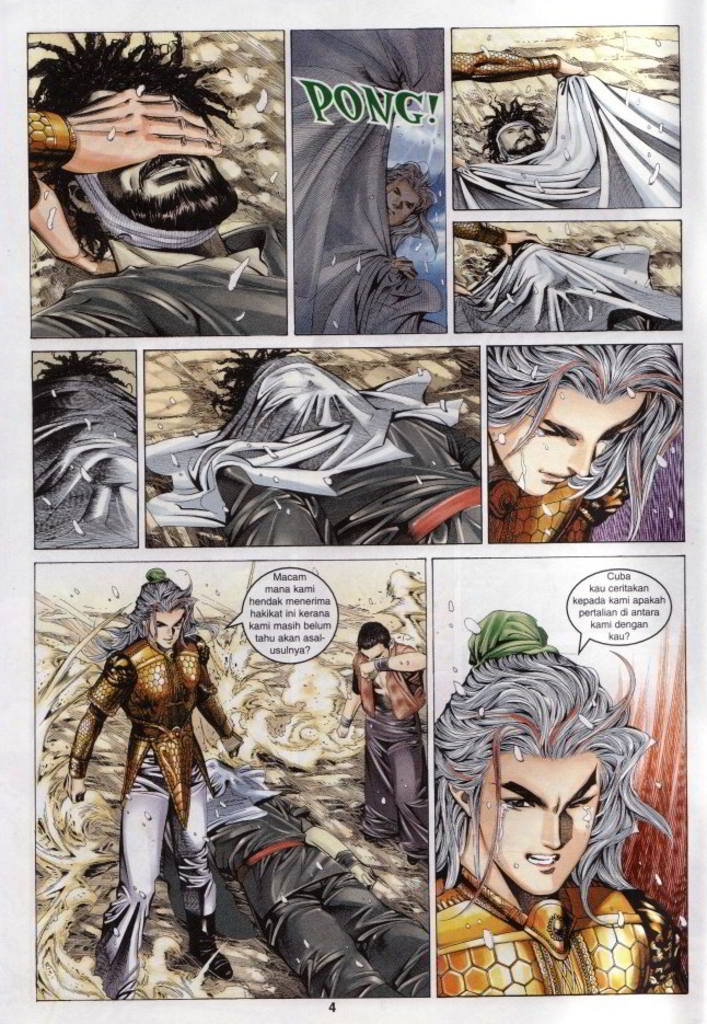 PONG!
Macam
mana kami
hendak menerima
hakikat ini kerana
kami masih belum
tahu akan asal-
usulnya?
Cuba
kau ceritakan
kepada kami apakah
pertalian di antara
kami dengan
kau?
4